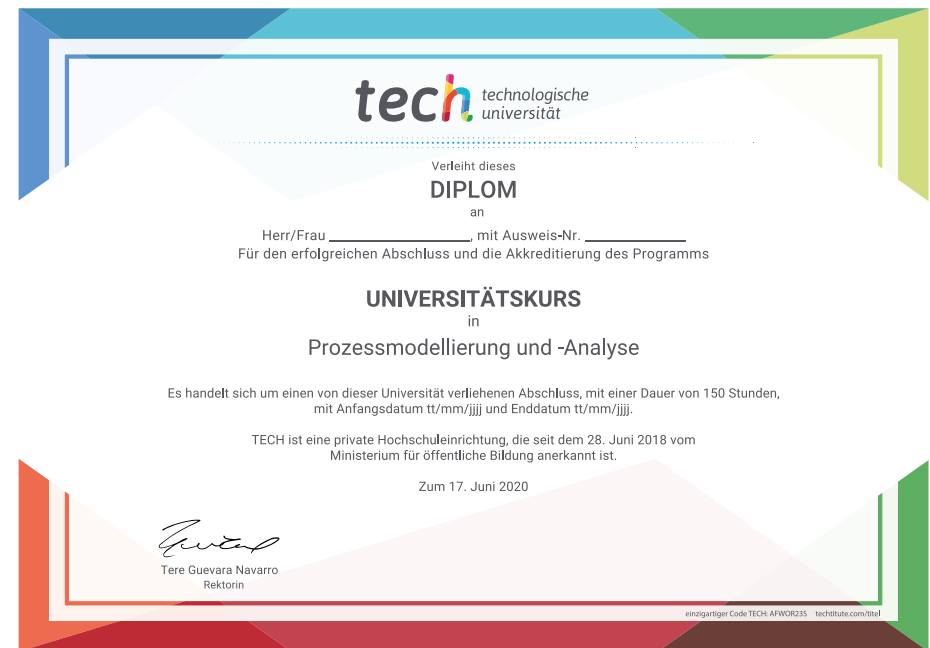 tech technologische
universität
Verleiht dieses
DIPLOM
an
Herr/Frau ____________________, mit Ausweis-Nr. ______________
Für den erfolgreichen Abschluss und die Akkreditierung des Programms
UNIVERSITÄTSKURS
in
Prozessmodellierung und -Analyse
Es handelt sich um einen von dieser Universität verliehenen Abschluss, mit einer Dauer von 150 Stunden,
mit Anfangsdatum tt/mm/jjjj und Enddatum tt/mm/jjjj.
TECH ist eine private Hochschuleinrichtung, die seit dem 28. Juni 2018 vom
Ministerium für öffentliche Bildung anerkannt ist.
Zum 17. Juni 2020
Tere Guevara Navarro
Rektorin
einzigartiger Code TECH: AFWOR23S techtitute.com/titel